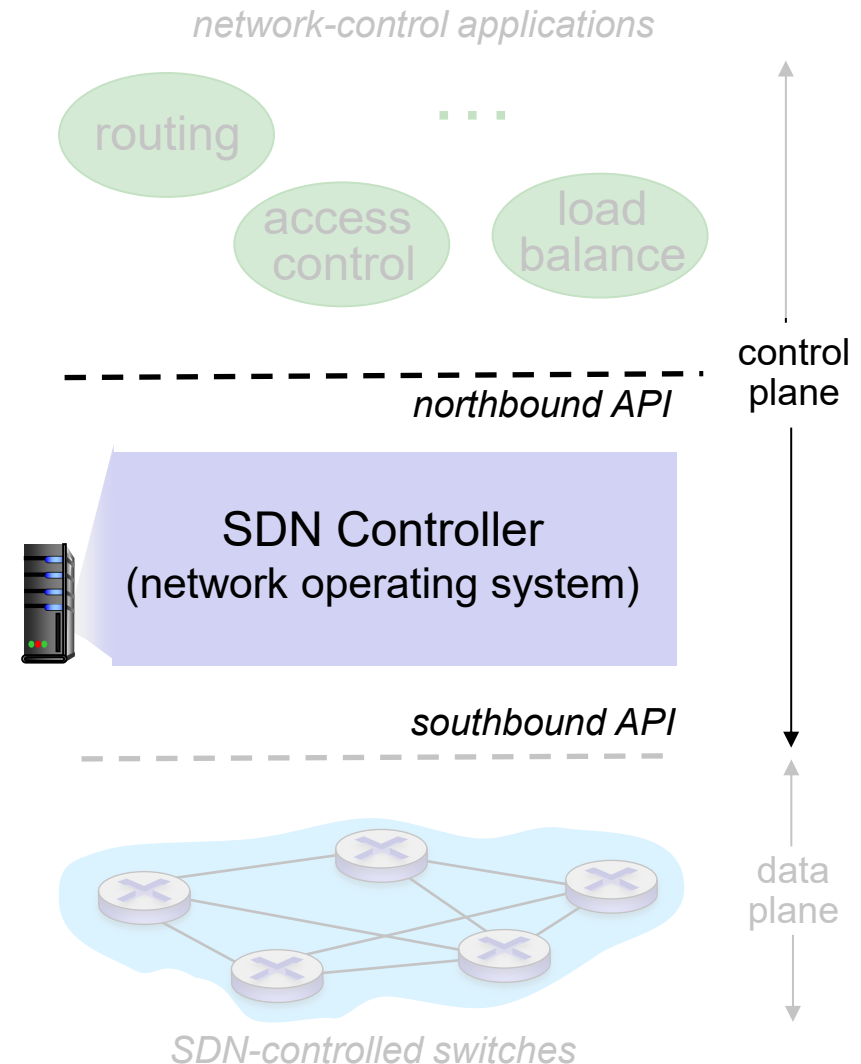 network-control applications
routing
. . .
access
control
load
balance
control
plane
northbound API
SDN Controller
(network operating system)
southbound API
data
plane
SDN-controlled switches